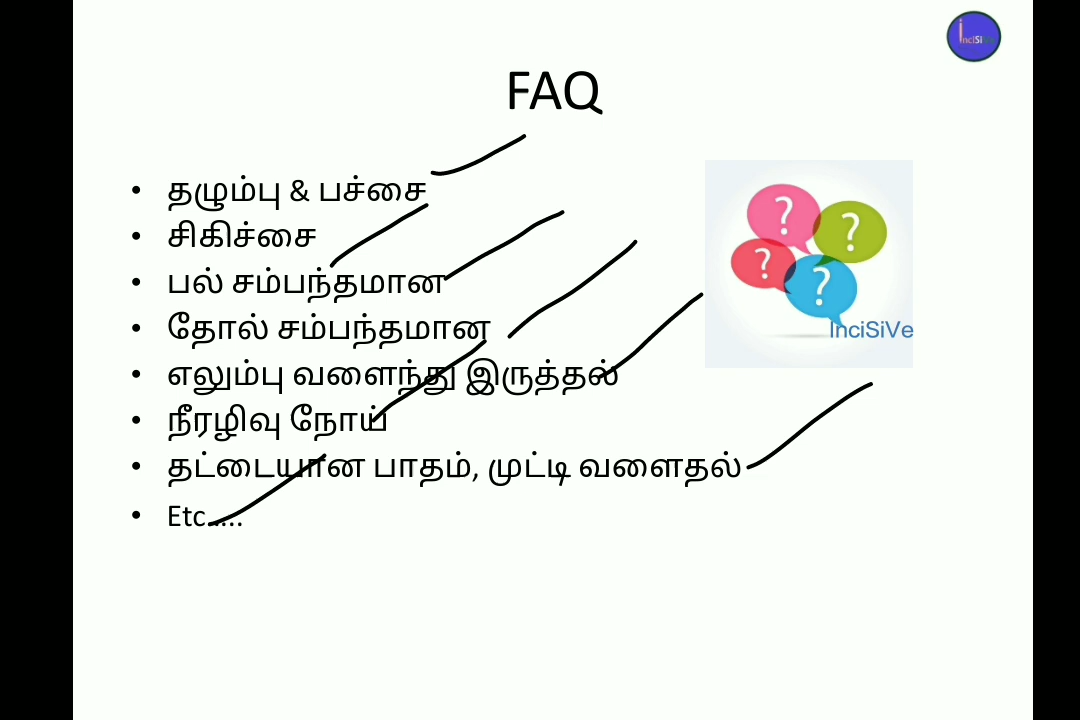 InciSiVe
FAQ
• தழும்பு & பச்சை
• சிகிச்சை
• பல் சம்பந்தமான
• தோல் சம்பந்தமான
• எலும்பு வளைந்து இருத்தல்
• நீரழிவு நோய்
• தட்டையான பாதம், முட்டி வளைதல்
• Etc.....
? ? ? ?
InciSiVe